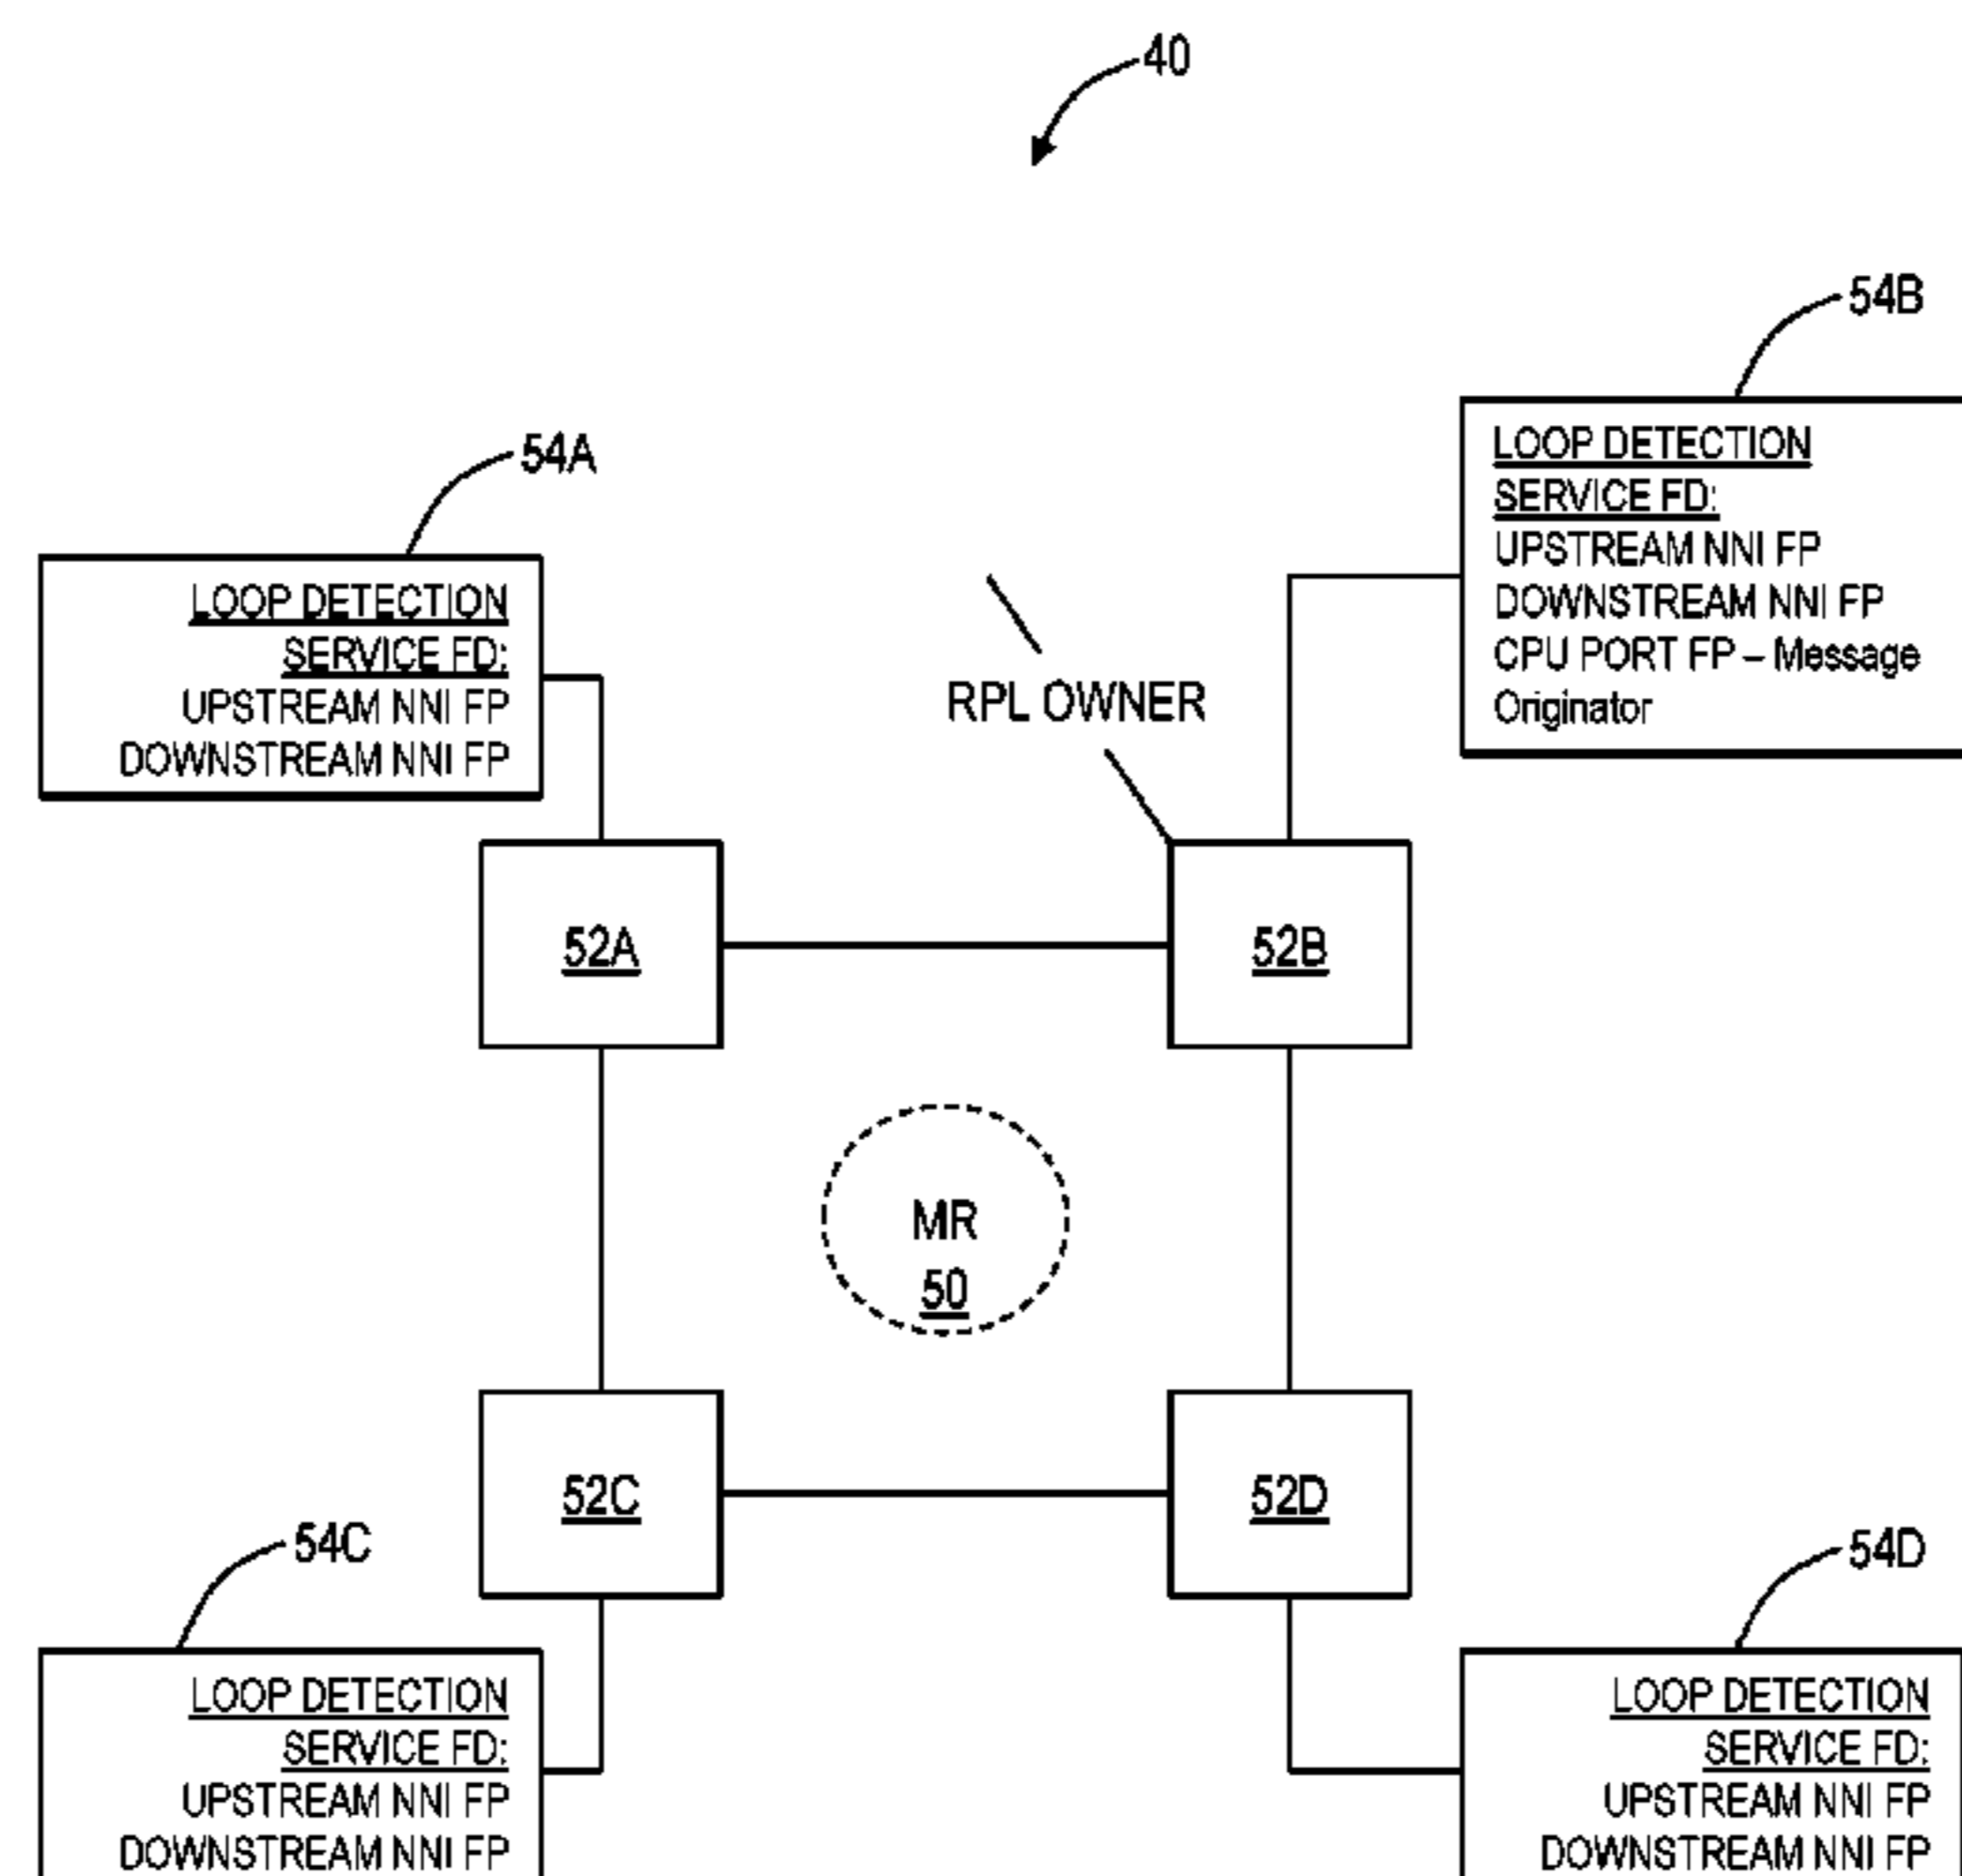 40
54B
LOOP DETECTION
SERVICE FD:
UPSTREAM NNI FP
DOWNSTREAM NNI FP
CPU PORT FP – Message
Originator
54A
LOOP DETECTION
SERVICE FD:
UPSTREAM NNI FP
DOWNSTREAM NNI FP
RPL OWNER
52A
52B
MR
50
52C
52D
54C
LOOP DETECTION
SERVICE FD:
UPSTREAM NNI FP
DOWNSTREAM NNI FP
54D
LOOP DETECTION
SERVICE FD:
UPSTREAM NNI FP
DOWNSTREAM NNI FP